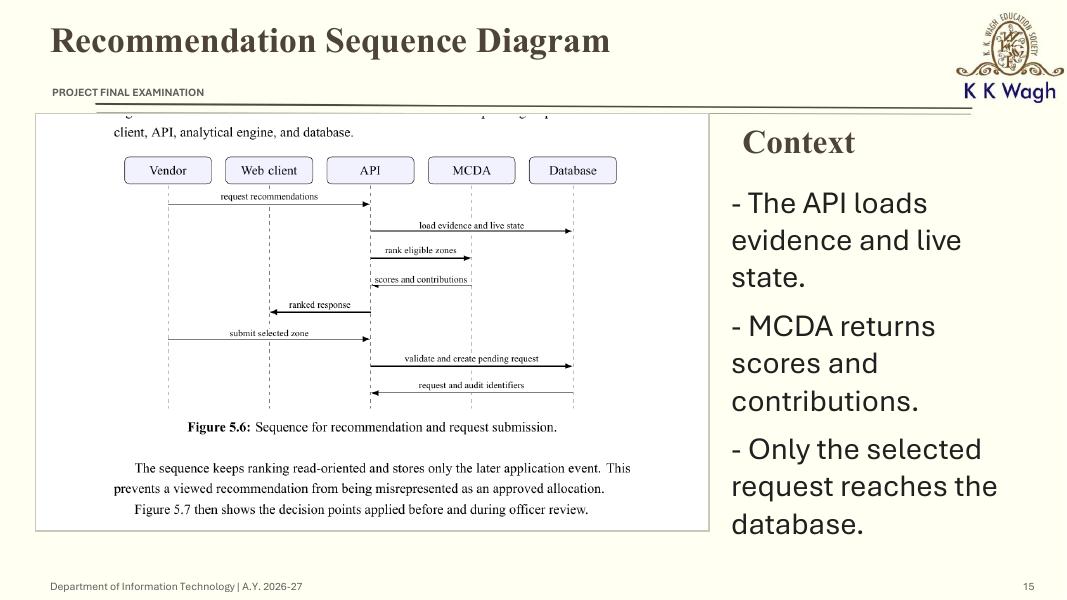 Recommendation Sequence Diagram
PROJECT FINAL EXAMINATION
K. K. WAGH EDUCATION SOCIETY
K K Wagh
client, API, analytical engine, and database.
Vendor
Web client
API
MCDA
Database
request recommendations
load evidence and live state
rank eligible zones
scores and contributions
ranked response
submit selected zone
validate and create pending request
request and audit identifiers
Figure 5.6: Sequence for recommendation and request submission.
The sequence keeps ranking read-oriented and stores only the later application event. This
prevents a viewed recommendation from being misrepresented as an approved allocation.
Figure 5.7 then shows the decision points applied before and during officer review.
Context
- The API loads
evidence and live
state.
- MCDA returns
scores and
contributions.
- Only the selected
request reaches the
database.
Department of Information Technology | A.Y. 2026-27
15